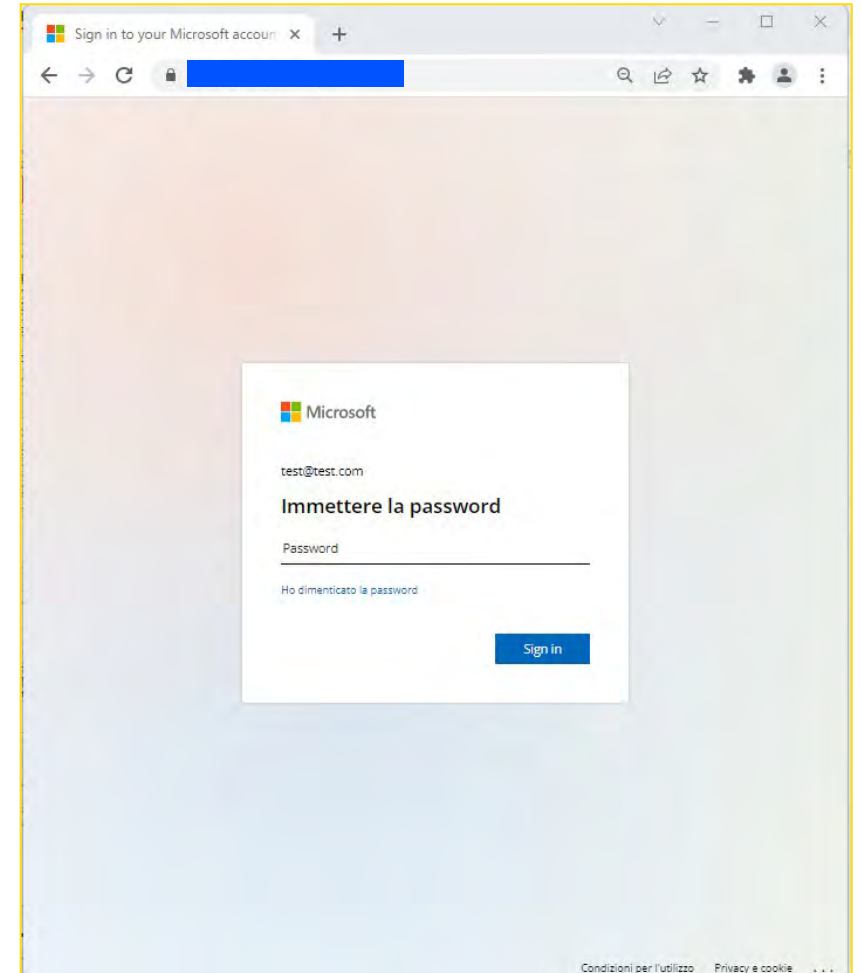 Sign in to your Microsoft accoun
Microsoft
test@test.com
Immettere la password
Password
Ho dimenticato la password
Sign in
Condizioni per l'utilizzo Privacy e cookie ...